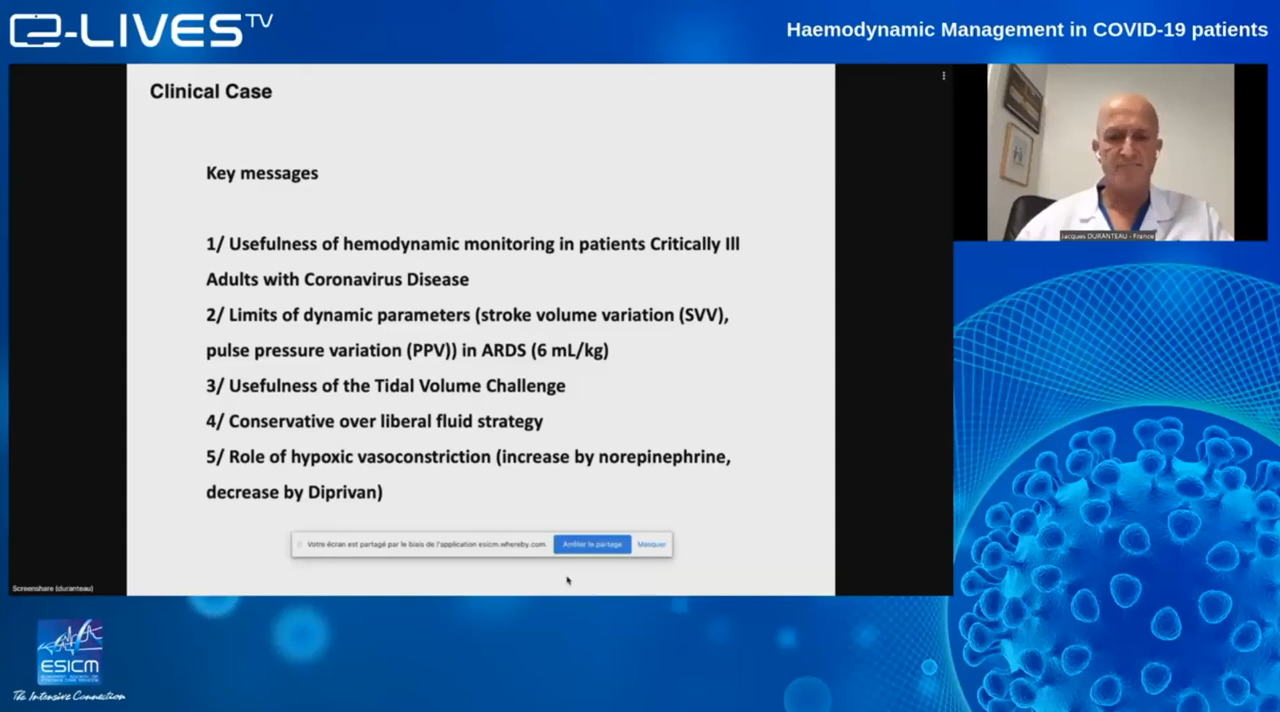 e-LIVES TV
Haemodynamic Management in COVID-19 patients
Clinical Case
Key messages
1/ Usefulness of hemodynamic monitoring in patients Critically Ill
Adults with Coronavirus Disease
2/ Limits of dynamic parameters (stroke volume variation (SVV),
pulse pressure variation (PPV)) in ARDS (6 mL/kg)
3/ Usefulness of the Tidal Volume Challenge
4/ Conservative over liberal fluid strategy
5/ Role of hypoxic vasoconstriction (increase by norepinephrine,
decrease by Diprivan)
Votre écran est partagé par le biais de l'application esicm.whereby.com.
Arrêter le partage
Masquer
Screenshare (duranteau)
Jacques DURANTEAU - France
ESICM
The Intensive Connection